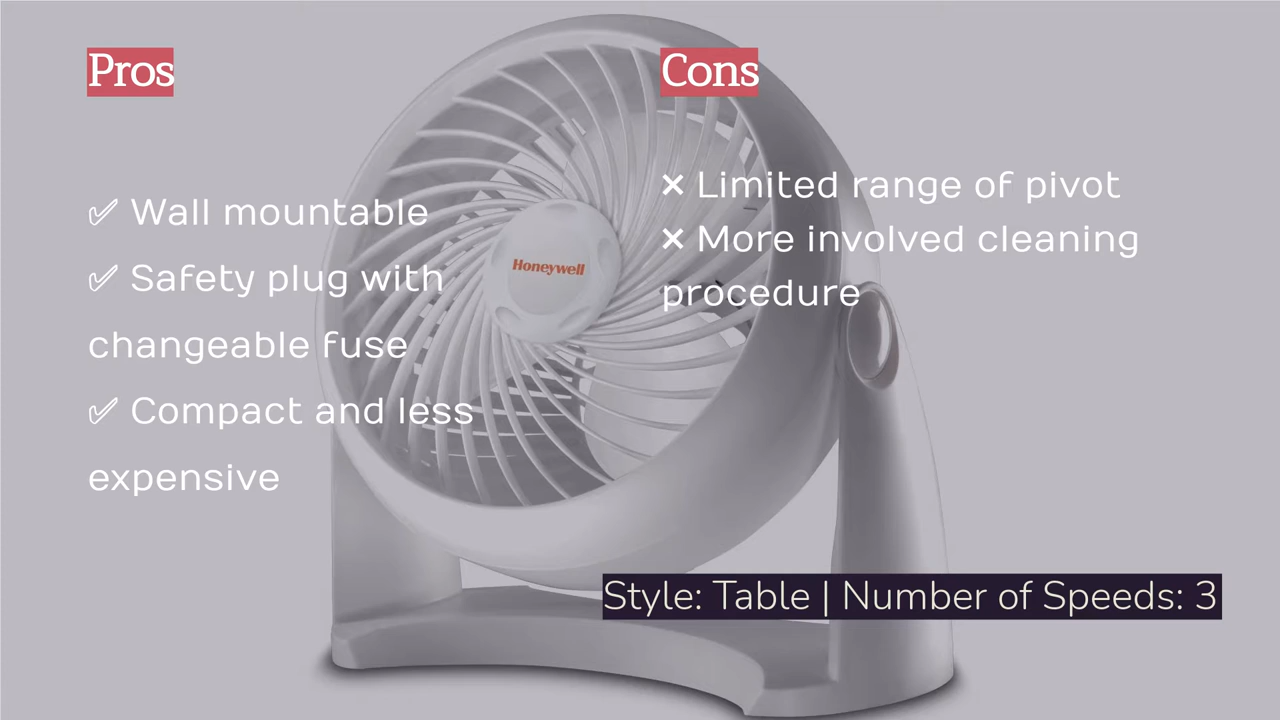 Pros
✅ Wall mountable
✅ Safety plug with
changeable fuse
✅ Compact and less
expensive
Honeywell
Cons
❌ Limited range of pivot
❌ More involved cleaning
procedure
Style: Table | Number of Speeds: 3